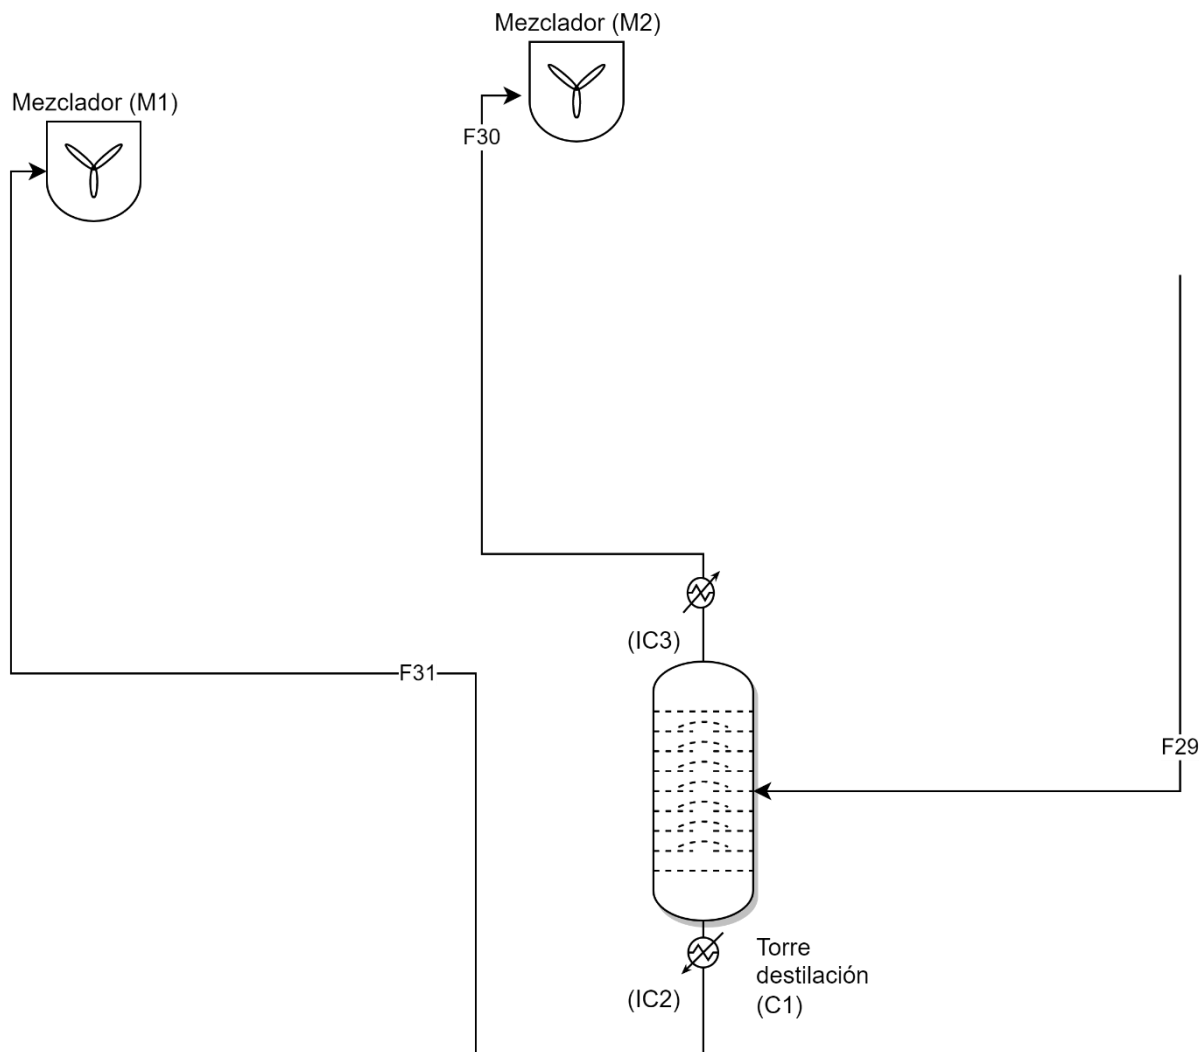 Mezclador (M2)
Mezclador (M1)
F30
(IC3)
F31
F29
Torre
destilación
(C1)
(IC2)